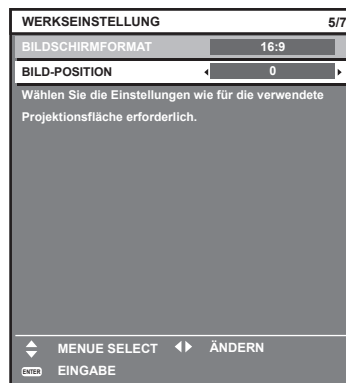 WERKSEINSTELLUNG 5/7
BILDSCHIRMFORMAT 16:9
BILD-POSITION 0
Wählen Sie die Einstellungen wie für die verwendete
Projektionsfläche erforderlich.
MENUE SELECT ÄNDERN
ENTER EINGABE